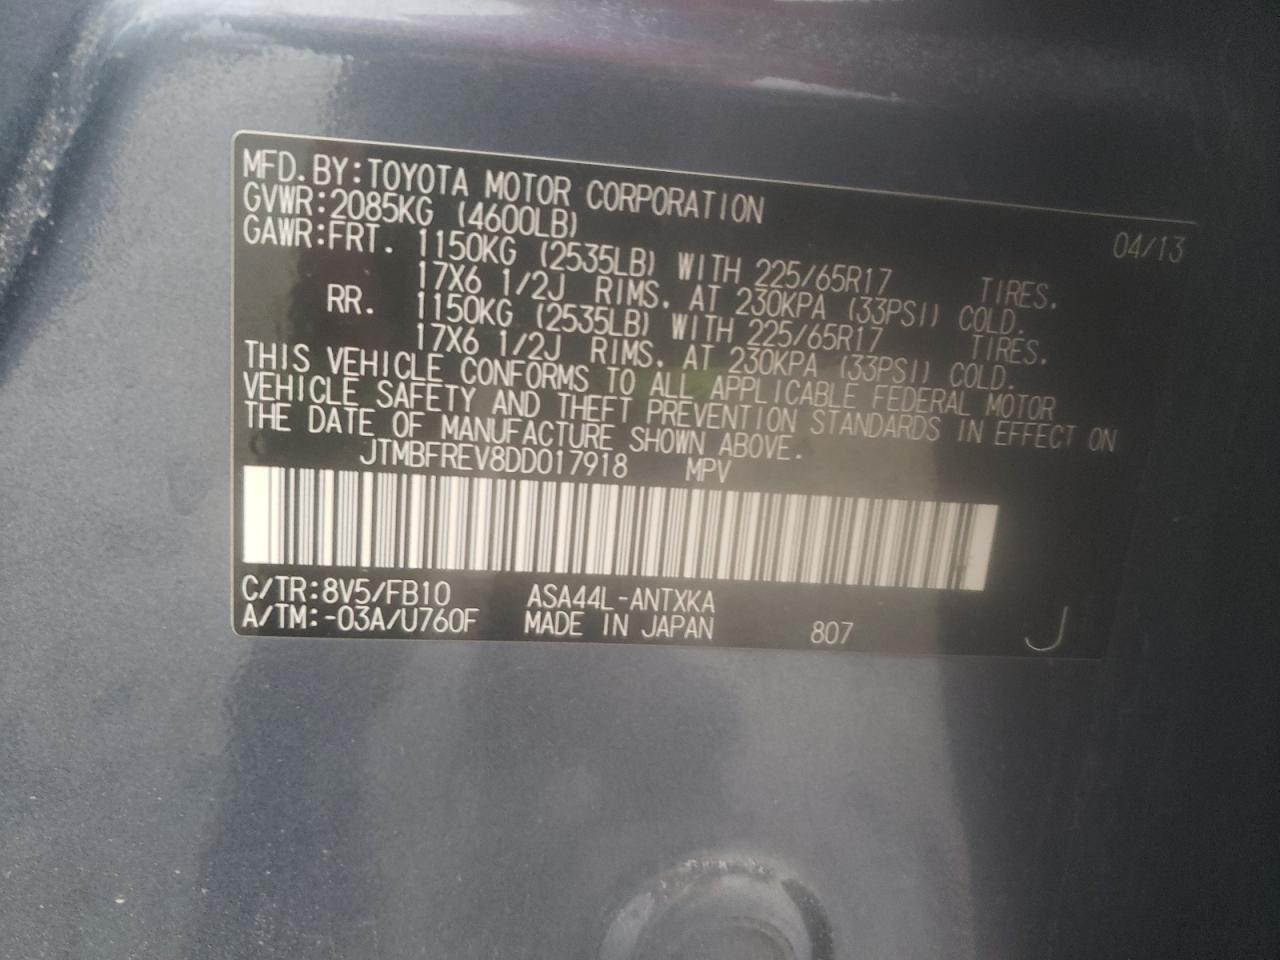 MFD. BY: TOYOTA MOTOR CORPORATION
GVWR: 2085KG (4600LB) 04/13
GAWR: FRT. 1150KG (2535LB) WITH 225/65R17 TIRES.
17X6 1/2J RIMS. AT 230KPA (33PSI) COLD.
RR. 1150KG (2535LB) WITH 225/65R17 TIRES.
17X6 1/2J RIMS. AT 230KPA (33PSI) COLD.
THIS VEHICLE CONFORMS TO ALL APPLICABLE FEDERAL MOTOR
VEHICLE SAFETY AND THEFT PREVENTION STANDARDS IN EFFECT ON
THE DATE OF MANUFACTURE SHOWN ABOVE.
JTMBFREV8DD017918 MPV
C/TR: 8V5/FB10 ASA44L-ANTXKA
A/TM: -03A/U760F MADE IN JAPAN 807 J